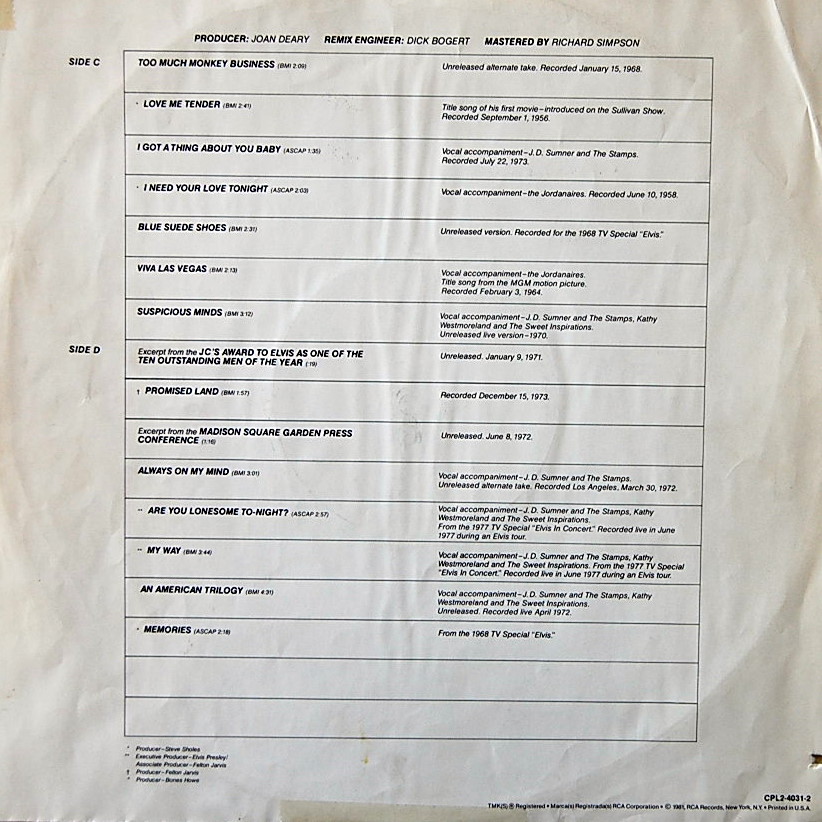 PRODUCER: JOAN DEARY REMIX ENGINEER: DICK BOGERT MASTERED BY RICHARD SIMPSON
SIDE C
TOO MUCH MONKEY BUSINESS (BMI 2:09)
Unreleased alternate take. Recorded January 15, 1968.
* LOVE ME TENDER (BMI 2:41)
Title song of his first movie–introduced on the Sullivan Show.
Recorded September 1, 1956.
I GOT A THING ABOUT YOU BABY (ASCAP 1:35)
Vocal accompaniment–J.D. Sumner and The Stamps.
Recorded July 22, 1973.
* I NEED YOUR LOVE TONIGHT (ASCAP 2:03)
Vocal accompaniment–the Jordanaires. Recorded June 10, 1958.
BLUE SUEDE SHOES (BMI 2:31)
Unreleased version. Recorded for the 1968 TV Special "Elvis."
VIVA LAS VEGAS (BMI 2:13)
Vocal accompaniment–the Jordanaires.
Title song from the MGM motion picture.
Recorded February 3, 1964.
SUSPICIOUS MINDS (BMI 3:12)
Vocal accompaniment–J.D. Sumner and The Stamps, Kathy
Westmoreland and The Sweet Inspirations.
Unreleased live version–1970.
SIDE D
Excerpt from the JC'S AWARD TO ELVIS AS ONE OF THE
TEN OUTSTANDING MEN OF THE YEAR (:19)
Unreleased. January 9, 1971.
† PROMISED LAND (BMI 1:57)
Recorded December 15, 1973.
Excerpt from the MADISON SQUARE GARDEN PRESS
CONFERENCE (1:16)
Unreleased. June 8, 1972.
ALWAYS ON MY MIND (BMI 3:01)
Vocal accompaniment–J.D. Sumner and The Stamps.
Unreleased alternate take. Recorded Los Angeles, March 30, 1972.
** ARE YOU LONESOME TO-NIGHT? (ASCAP 2:57)
Vocal accompaniment–J.D. Sumner and The Stamps, Kathy
Westmoreland and The Sweet Inspirations.
From the 1977 TV Special "Elvis In Concert." Recorded live in June
1977 during an Elvis tour.
** MY WAY (BMI 3:44)
Vocal accompaniment–J.D. Sumner and The Stamps, Kathy
Westmoreland and The Sweet Inspirations. From the 1977 TV Special
"Elvis In Concert." Recorded live in June 1977 during an Elvis tour.
AN AMERICAN TRILOGY (BMI 4:31)
Vocal accompaniment–J.D. Sumner and The Stamps, Kathy
Westmoreland and The Sweet Inspirations.
Unreleased. Recorded live April 1972.
* MEMORIES (ASCAP 2:18)
From the 1968 TV Special "Elvis."
* Producer–Steve Sholes
** Executive Producer–Elvis Presley/
Associate Producer–Felton Jarvis
† Producer–Felton Jarvis
* Producer–Bones Howe
CPL2-4031-2
TMK(S) ® Registered • Marca(s) Registrada(s) RCA Corporation • © 1981, RCA Records, New York, N.Y. • Printed in U.S.A.